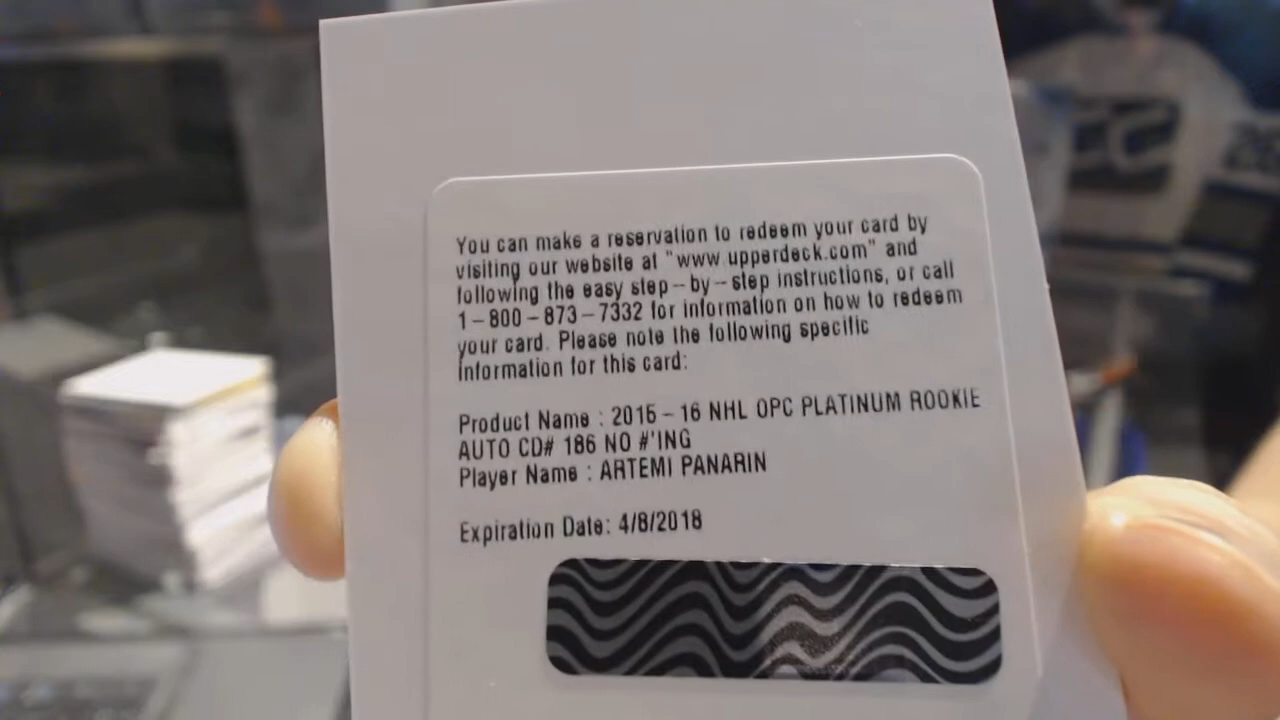 You can make a reservation to redeem your card by
visiting our website at "www.upperdeck.com" and
following the easy step-by-step instructions, or call
1-800-873-7332 for information on how to redeem
your card. Please note the following specific
information for this card:
Product Name : 2015-16 NHL OPC PLATINUM ROOKIE
AUTO CD# 186 NO #'ING
Player Name : ARTEMI PANARIN
Expiration Date: 4/8/2018